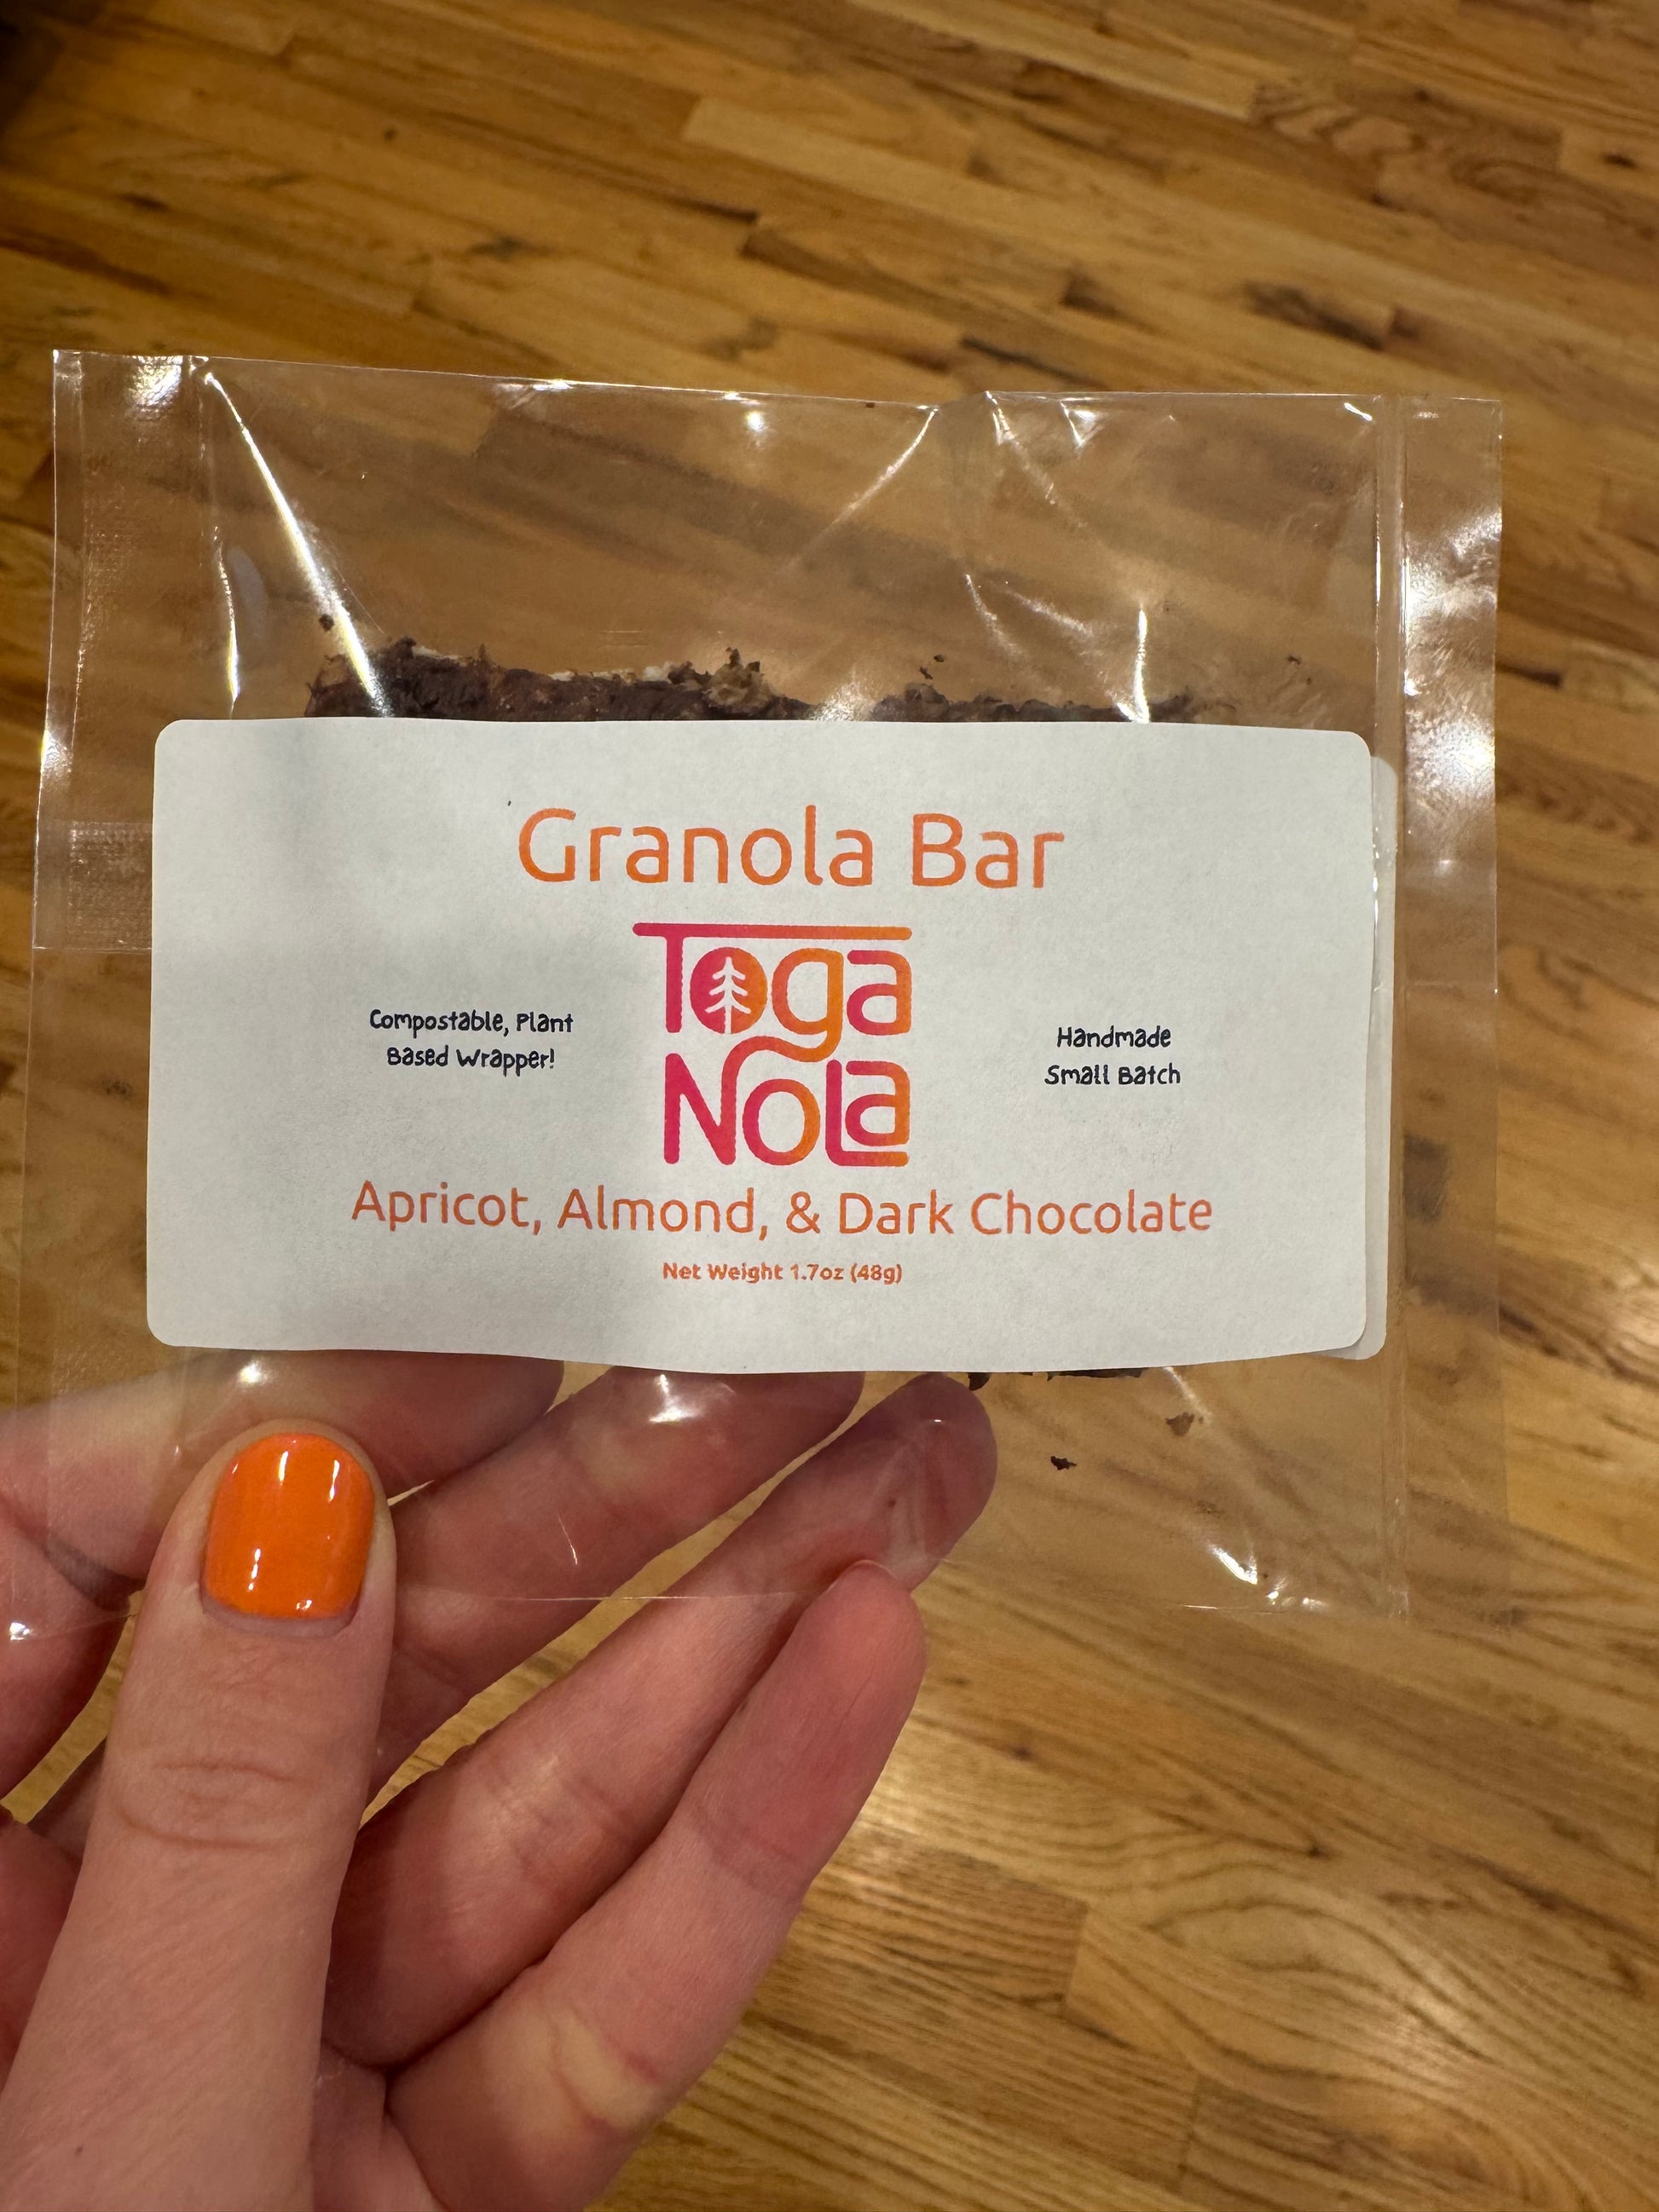 Granola Bar
Toga
Nola
Compostable, Plant
Based Wrapper!
Handmade
Small Batch
Apricot, Almond, & Dark Chocolate
Net Weight 1.7oz (48g)